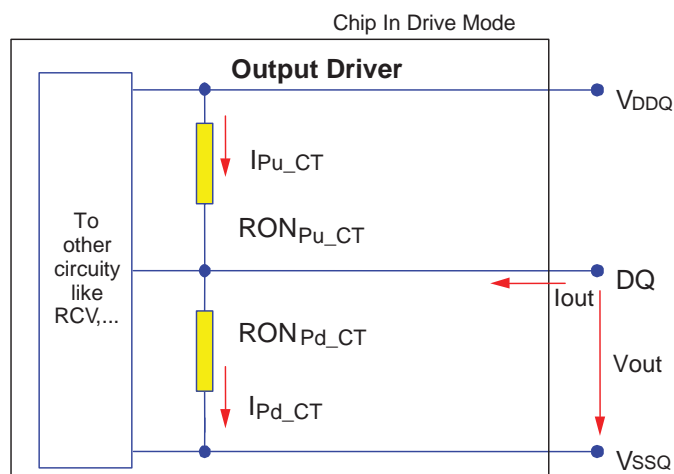 Chip In Drive Mode
Output Driver
VDDQ
IPu_CT
RONPu_CT
To
other
circuity
like
RCV,...
DQ
Iout
RONPd_CT
Vout
IPd_CT
VSSQ